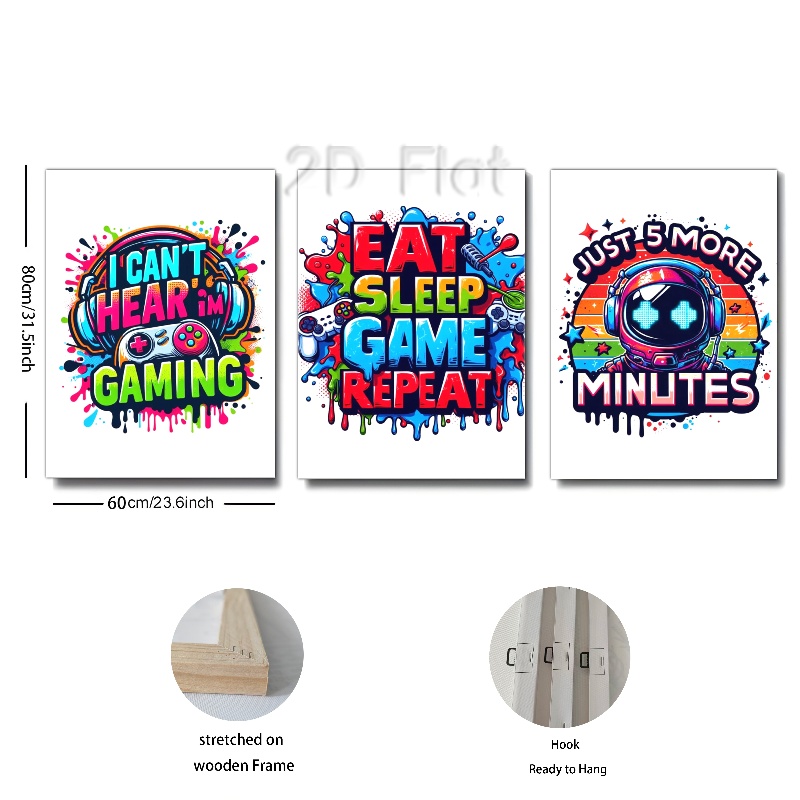 2D Flat
80cm/31.5inch
I CAN'T
HEAR iM
GAMING
EAT
SLEEP
GAME
REPEAT
JUST 5 MORE
MINUTES
60cm/23.6inch
stretched on
wooden Frame
Hook
Ready to Hang